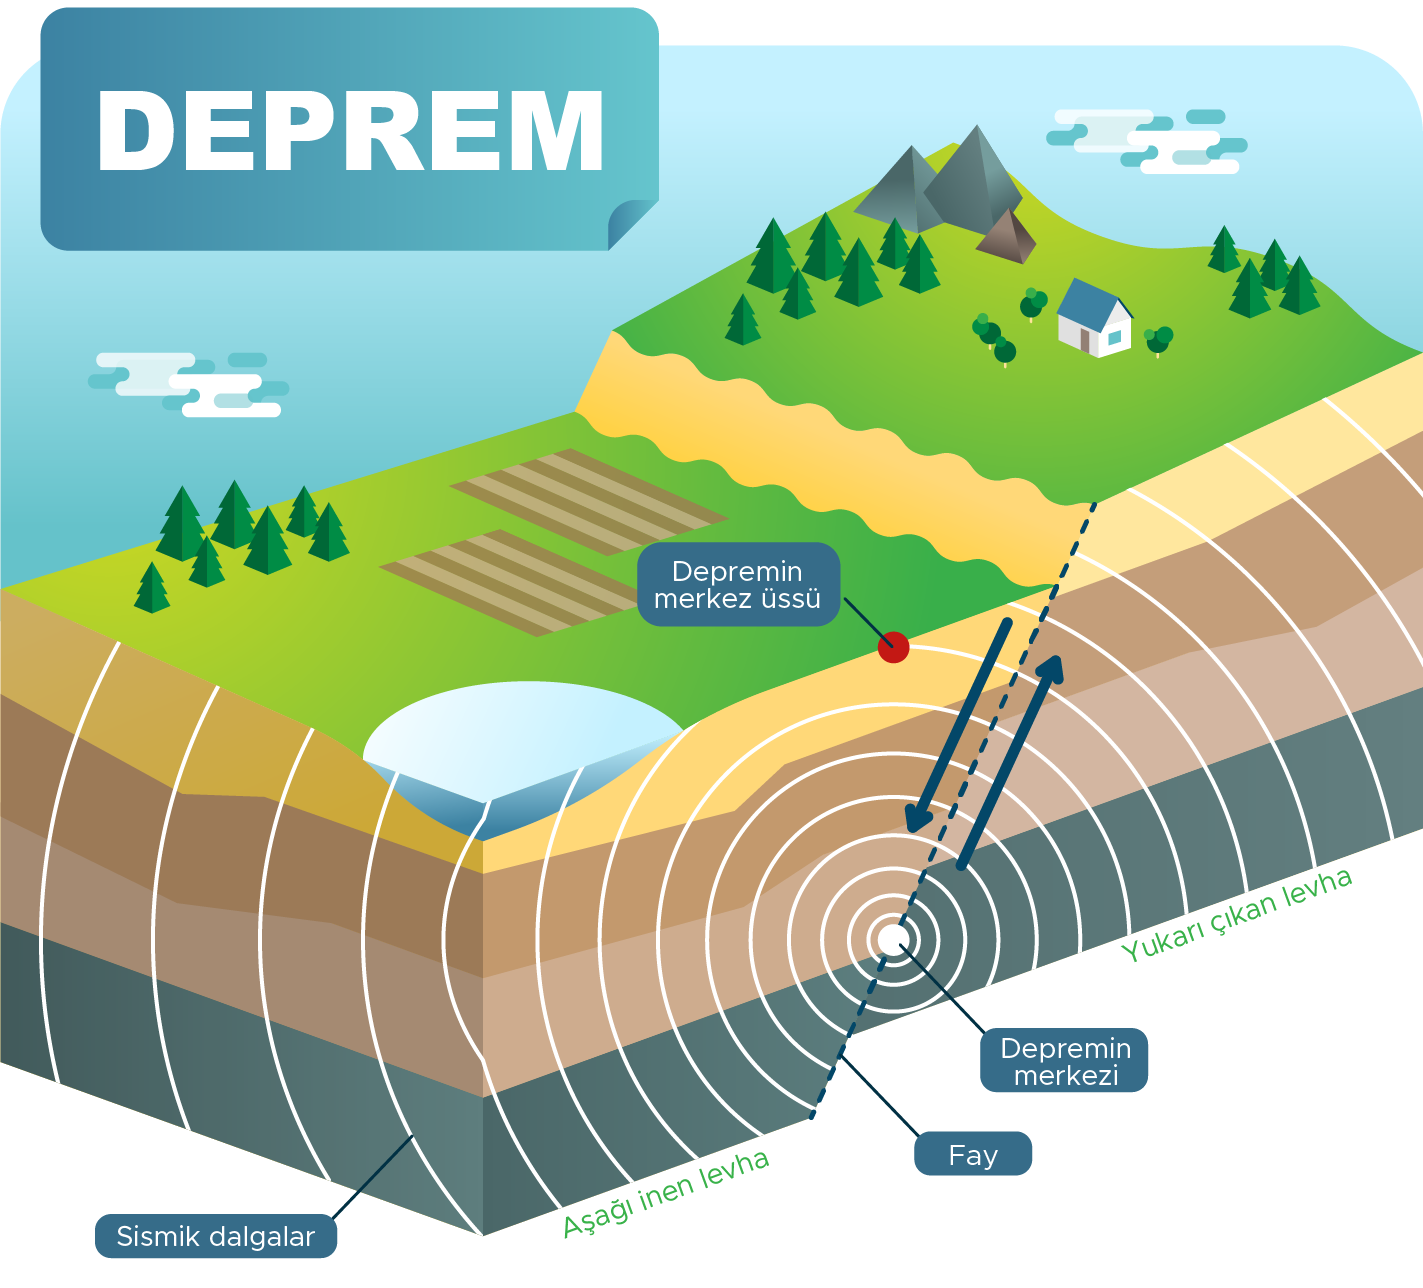 DEPREM
Depremin
merkez üssü
Yukarı çıkan levha
Depremin
merkezi
Fay
Aşağı inen levha
Sismik dalgalar